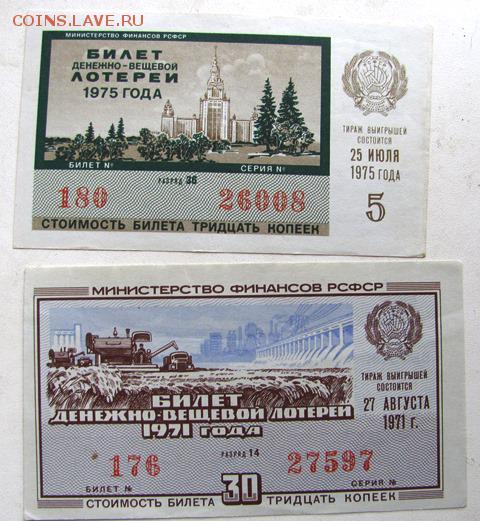 COINS.LAVE.RU
МИНИСТЕРСТВО ФИНАНСОВ РСФСР
БИЛЕТ
ДЕНЕЖНО-ВЕЩЕВОЙ
ЛОТЕРЕИ
1975 ГОДА
ТИРАЖ ВЫИГРЫШЕЙ
СОСТОИТСЯ
25 ИЮЛЯ
1975 ГОДА
5
БИЛЕТ № СЕРИЯ №
РАЗРЯД 36
180 26008
СТОИМОСТЬ БИЛЕТА ТРИДЦАТЬ КОПЕЕК
МИНИСТЕРСТВО ФИНАНСОВ РСФСР
БИЛЕТ
ДЕНЕЖНО-ВЕЩЕВОЙ ЛОТЕРЕИ
1971 ГОДА
ТИРАЖ ВЫИГРЫШЕЙ
СОСТОИТСЯ
27 АВГУСТА
1971 г.
РАЗРЯД 14
176 27597
БИЛЕТ № СЕРИЯ №
30
СТОИМОСТЬ БИЛЕТА ТРИДЦАТЬ КОПЕЕК